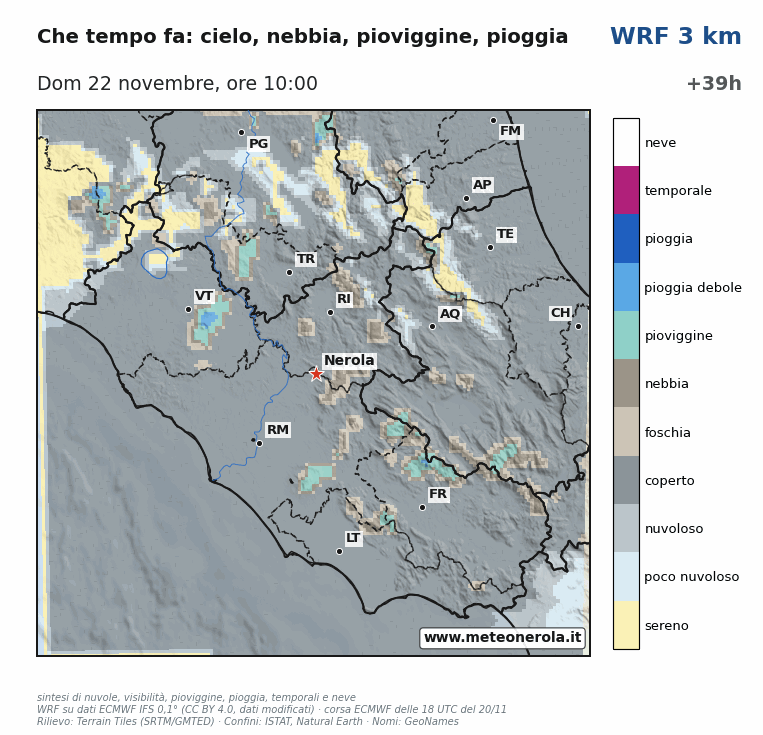 Che tempo fa: cielo, nebbia, pioviggine, pioggia
WRF 3 km
Dom 22 novembre, ore 10:00
+39h
PG
FM
AP
TE
TR
VT
RI
AQ
CH
Nerola
RM
FR
LT
www.meteonerola.it
neve
temporale
pioggia
pioggia debole
pioviggine
nebbia
foschia
coperto
nuvoloso
poco nuvoloso
sereno
sintesi di nuvole, visibilità, pioviggine, pioggia, temporali e neve
WRF su dati ECMWF IFS 0,1° (CC BY 4.0, dati modificati) · corsa ECMWF delle 18 UTC del 20/11
Rilievo: Terrain Tiles (SRTM/GMTED) · Confini: ISTAT, Natural Earth · Nomi: GeoNames